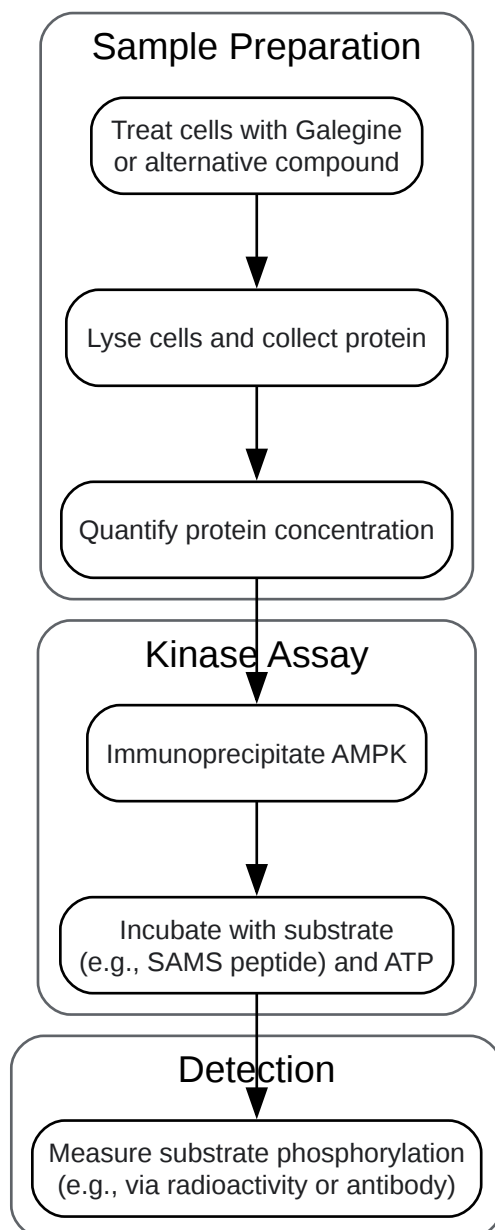 Sample Preparation
Treat cells with Galegine
or alternative compound
Lyse cells and collect protein
Quantify protein concentration
Kinase Assay
Immunoprecipitate AMPK
Incubate with substrate
(e.g., SAMS peptide) and ATP
Detection
Measure substrate phosphorylation
(e.g., via radioactivity or antibody)